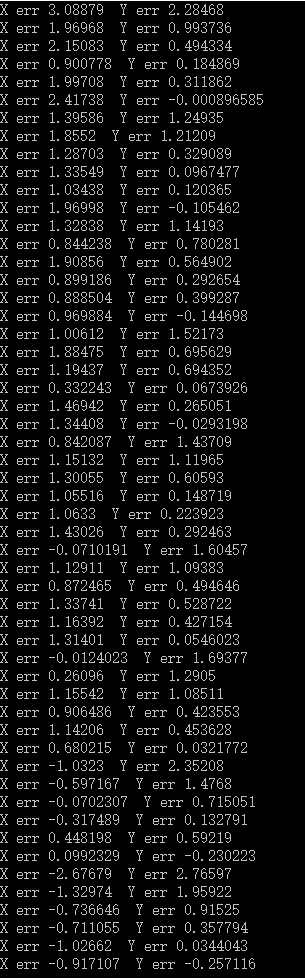 X err 3.08879  Y err 2.28468
X err 1.96968  Y err 0.993736
X err 2.15083  Y err 0.494334
X err 0.900778  Y err 0.184869
X err 1.99708  Y err 0.311862
X err 2.41738  Y err -0.000896585
X err 1.39586  Y err 1.24935
X err 1.8552  Y err 1.21209
X err 1.28703  Y err 0.329089
X err 1.33549  Y err 0.0967477
X err 1.03438  Y err 0.120365
X err 1.96998  Y err -0.105462
X err 1.32838  Y err 1.14193
X err 0.844238  Y err 0.780281
X err 1.90856  Y err 0.564902
X err 0.899186  Y err 0.292654
X err 0.888504  Y err 0.399287
X err 0.969884  Y err -0.144698
X err 1.00612  Y err 1.52173
X err 1.88475  Y err 0.695629
X err 1.19437  Y err 0.694352
X err 0.332243  Y err 0.0673926
X err 1.46942  Y err 0.265051
X err 1.34408  Y err -0.0293198
X err 0.842087  Y err 1.43709
X err 1.15132  Y err 1.11965
X err 1.30055  Y err 0.60593
X err 1.05516  Y err 0.148719
X err 1.0633  Y err 0.223923
X err 1.43026  Y err 0.292463
X err -0.0710191  Y err 1.60457
X err 1.12911  Y err 1.09383
X err 0.872465  Y err 0.494646
X err 1.33741  Y err 0.528722
X err 1.16392  Y err 0.427154
X err 1.31401  Y err 0.0546023
X err -0.0124023  Y err 1.69377
X err 0.26096  Y err 1.2905
X err 1.15542  Y err 1.08511
X err 0.906486  Y err 0.423553
X err 1.14206  Y err 0.453628
X err 0.680215  Y err 0.0321772
X err -1.0323  Y err 2.35208
X err -0.597167  Y err 1.4768
X err -0.0702307  Y err 0.715051
X err -0.317489  Y err 0.132791
X err 0.448198  Y err 0.59219
X err 0.0992329  Y err -0.230223
X err -2.67679  Y err 2.76597
X err -1.32974  Y err 1.95922
X err -0.736646  Y err 0.91525
X err -0.711055  Y err 0.357794
X err -1.02662  Y err 0.0344043
X err -0.917107  Y err -0.257116